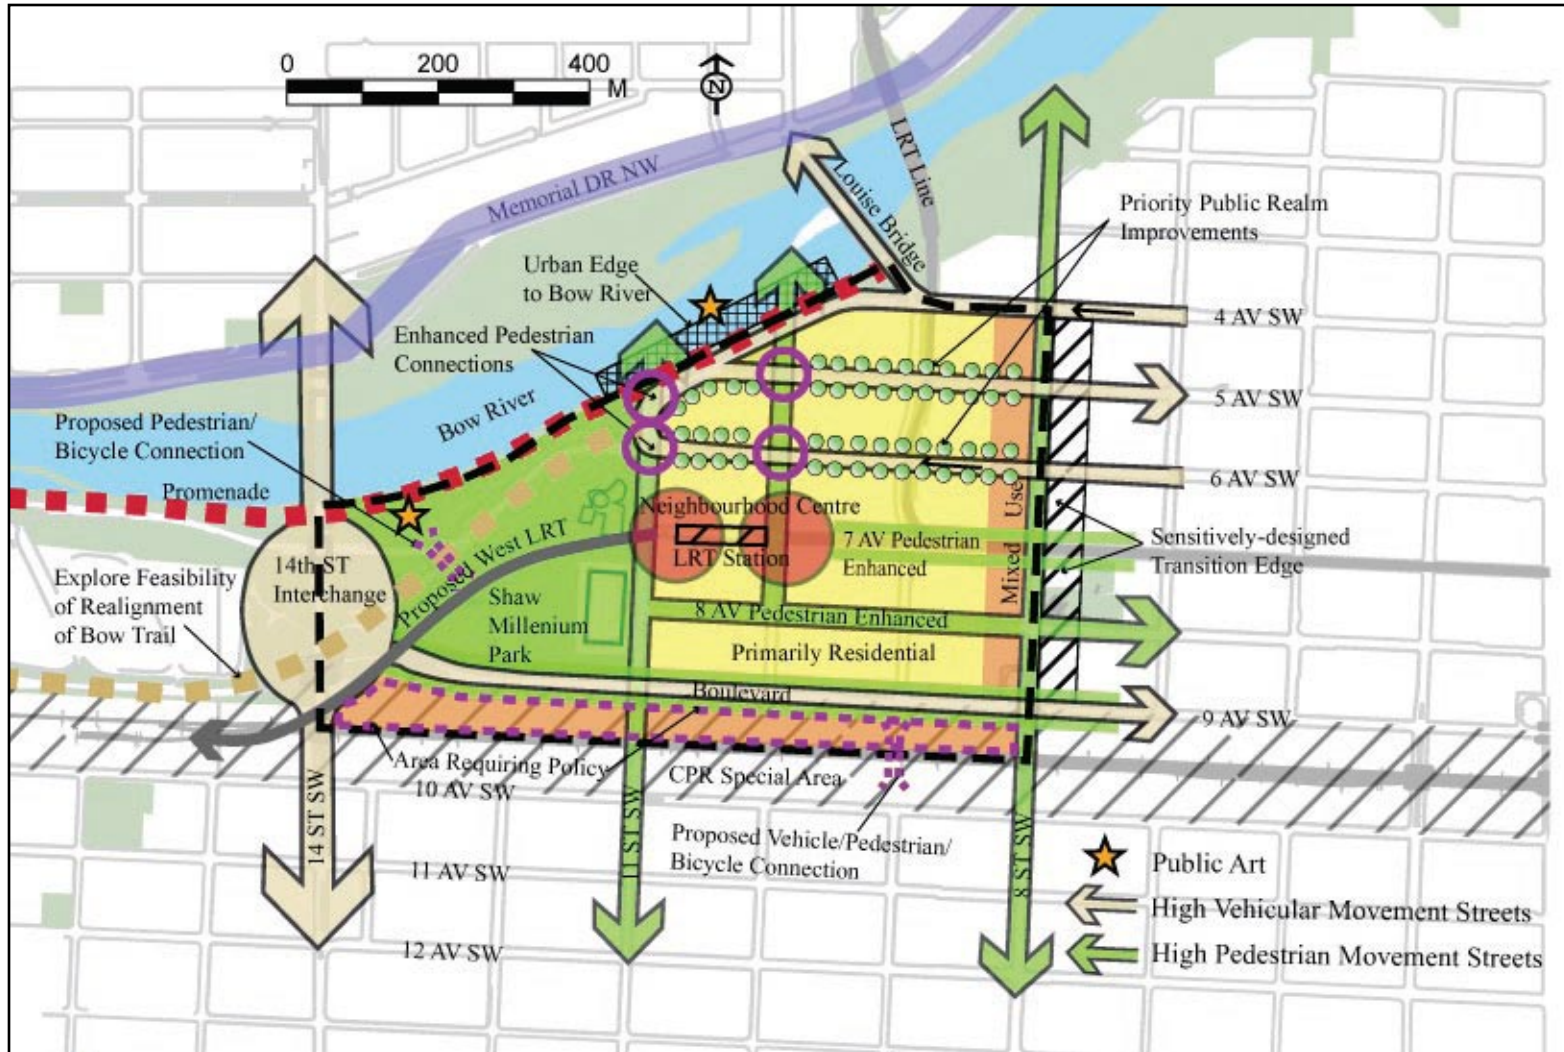 0 200 400
M
N
Memorial DR NW
LRT Line
Louise Bridge
Priority Public Realm
Improvements
Urban Edge
to Bow River
4 AV SW
Enhanced Pedestrian
Connections
5 AV SW
Bow River
Proposed Pedestrian/
Bicycle Connection
6 AV SW
Promenade
Neighbourhood Centre
Mixed Use
Sensitively-designed
Transition Edge
7 AV Pedestrian
Enhanced
LRT Station
Proposed West LRT
14th ST
Interchange
Explore Feasibility
of Realignment
of Bow Trail
Shaw
Millenium
Park
8 AV Pedestrian Enhanced
Primarily Residential
Boulevard
9 AV SW
Area Requiring Policy
CPR Special Area
10 AV SW
14 ST SW
11 ST SW
8 ST SW
Proposed Vehicle/Pedestrian/
Bicycle Connection
11 AV SW
12 AV SW
Public Art
High Vehicular Movement Streets
High Pedestrian Movement Streets